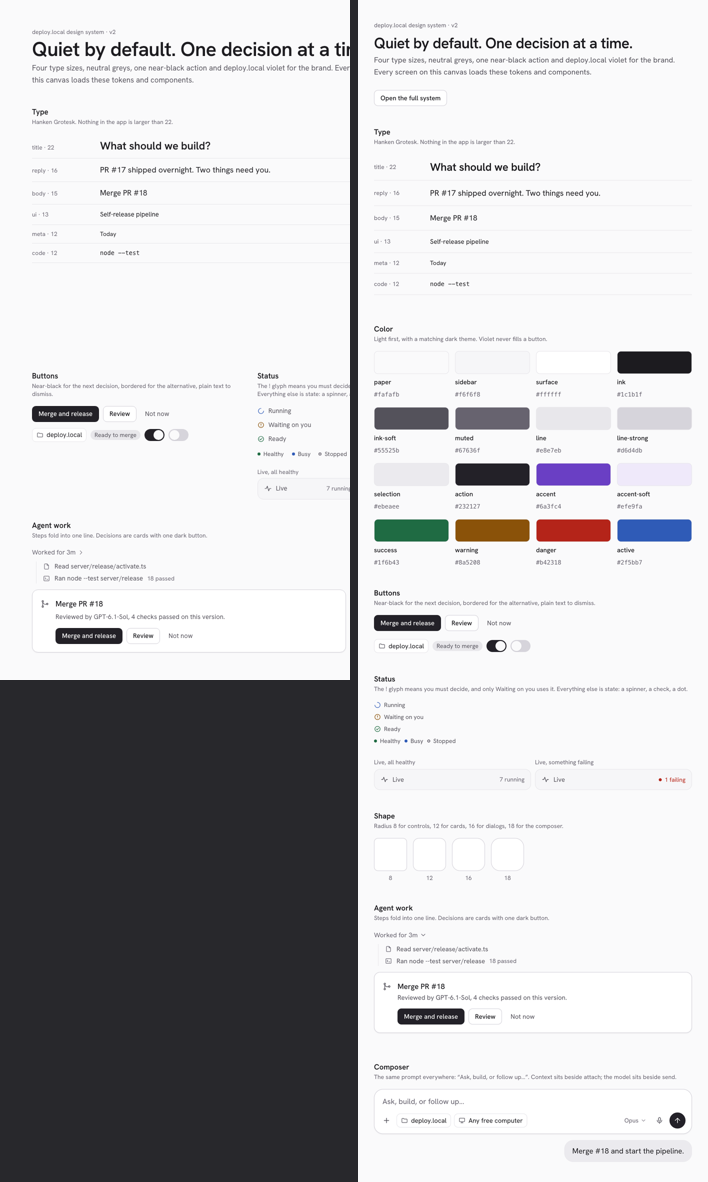 deploy.local design system · v2
Quiet by default. One decision at a tir
Four type sizes, neutral greys, one near-black action and deploy.local violet for the brand. Ever
this canvas loads these tokens and components.
Type
Hanken Grotesk. Nothing in the app is larger than 22.
title · 22 What should we build?
reply · 16 PR #17 shipped overnight. Two things need you.
body · 15 Merge PR #18
ui · 13 Self-release pipeline
meta · 12 Today
code · 12 node --test
Buttons
Near-black for the next decision, bordered for the alternative, plain text to
dismiss.
Merge and release Review Not now
deploy.local Ready to merge
Status
The ! glyph means you must decide
Everything else is state: a spinner,
Running
Waiting on you
Ready
Healthy Busy Stopped
Live, all healthy
Live 7 running
Agent work
Steps fold into one line. Decisions are cards with one dark button.
Worked for 3m
Read server/release/activate.ts
Ran node --test server/release 18 passed
Merge PR #18
Reviewed by GPT-6.1-Sol, 4 checks passed on this version.
Merge and release Review Not now
deploy.local design system · v2
Quiet by default. One decision at a time.
Four type sizes, neutral greys, one near-black action and deploy.local violet for the brand.
Every screen on this canvas loads these tokens and components.
Open the full system
Type
Hanken Grotesk. Nothing in the app is larger than 22.
title · 22 What should we build?
reply · 16 PR #17 shipped overnight. Two things need you.
body · 15 Merge PR #18
ui · 13 Self-release pipeline
meta · 12 Today
code · 12 node --test
Color
Light first, with a matching dark theme. Violet never fills a button.
paper sidebar surface ink
#fafafb #f6f6f8 #ffffff #1c1b1f
ink-soft muted line line-strong
#55525b #67636f #e8e7eb #d6d4db
selection action accent accent-soft
#ebeaee #232127 #6a3fc4 #efe9fa
success warning danger active
#1f6b43 #8a5208 #b42318 #2f5bb7
Buttons
Near-black for the next decision, bordered for the alternative, plain text to dismiss.
Merge and release Review Not now
deploy.local Ready to merge
Status
The ! glyph means you must decide, and only Waiting on you uses it. Everything else is state: a spinner, a check, a dot.
Running
Waiting on you
Ready
Healthy Busy Stopped
Live, all healthy Live, something failing
Live 7 running Live 1 failing
Shape
Radius 8 for controls, 12 for cards, 16 for dialogs, 18 for the composer.
8 12 16 18
Agent work
Steps fold into one line. Decisions are cards with one dark button.
Worked for 3m
Read server/release/activate.ts
Ran node --test server/release 18 passed
Merge PR #18
Reviewed by GPT-6.1-Sol, 4 checks passed on this version.
Merge and release Review Not now
Composer
The same prompt everywhere: “Ask, build, or follow up…”. Context sits beside attach; the model sits beside send.
Ask, build, or follow up…
deploy.local Any free computer Opus
Merge #18 and start the pipeline.